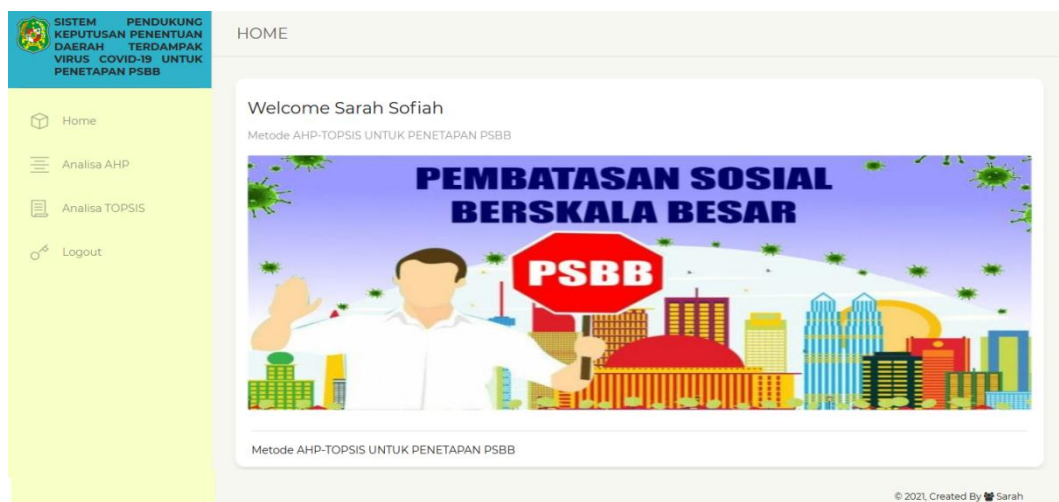 SISTEM PENDUKUNG
KEPUTUSAN PENENTUAN
DAERAH TERDAMPAK
VIRUS COVID-19 UNTUK
PENETAPAN PSBB
Home
Analisa AHP
Analisa TOPSIS
Logout
HOME
Welcome Sarah Sofiah
Metode AHP-TOPSIS UNTUK PENETAPAN PSBB
PEMBATASAN SOSIAL
BERSKALA BESAR
PSBB
Metode AHP-TOPSIS UNTUK PENETAPAN PSBB
© 2021, Created By Sarah